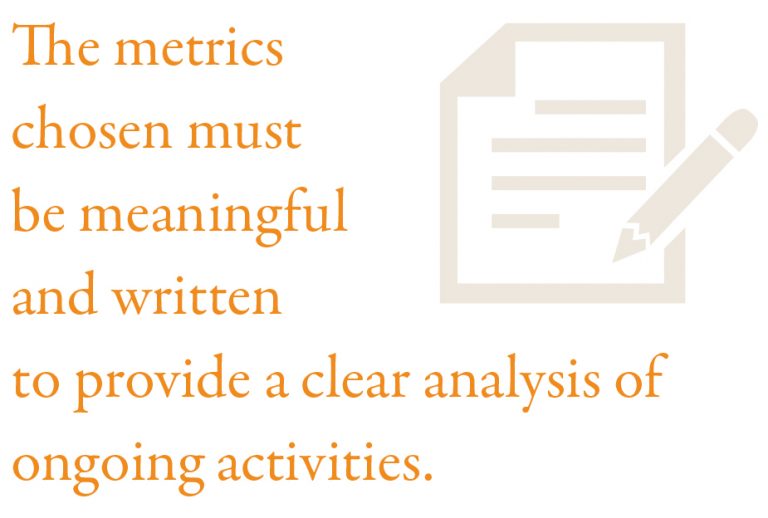 The metrics
chosen must
be meaningful
and written
to provide a clear analysis of
ongoing activities.